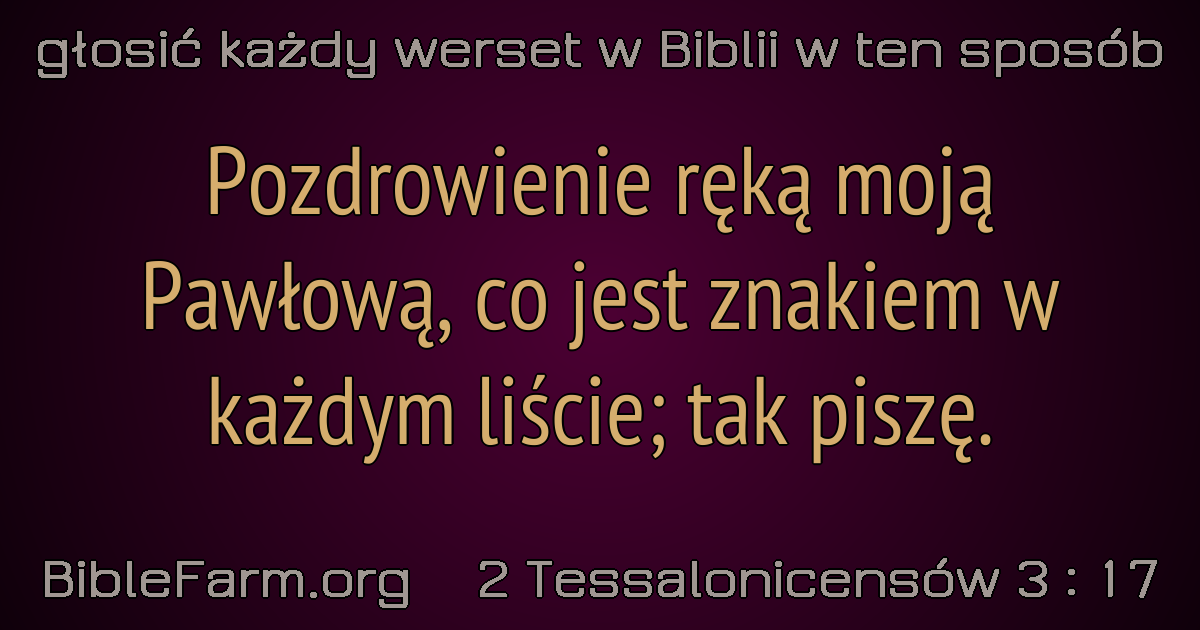 głosić każdy werset w Biblii w ten sposób
Pozdrowienie ręką moją
Pawłową, co jest znakiem w
każdym liście; tak piszę.
BibleFarm.org 2 Tessalonicensów 3 : 17